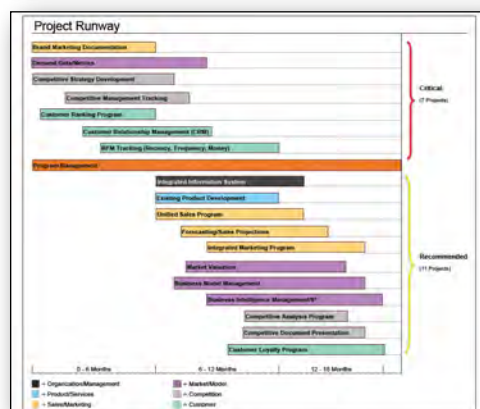 Project Runway
Brand Marketing Documentation
Demand Data/Metrics
Competitive Strategy Development
Competitive Management Tracking
Customer Ranking Program
Customer Relationship Management (CRM)
RFM Tracking (Recency, Frequency, Money)
Critical:
(7 Projects)
Program Management
Integrated Information System
Existing Product Development
Unified Sales Program
Forecasting/Sales Projections
Integrated Marketing Program
Market Valuation
Business Model Management
Business Intelligence Management/
Competitive Analysis Program
Competitive Document Presentation
Customer Loyalty Program
Recommended:
(11 Projects)
0 - 6 Months
6 - 12 Months
12 - 18 Months
= Organization/Management
= Product/Services
= Sales/Marketing
= Market/Model
= Competition
= Customer